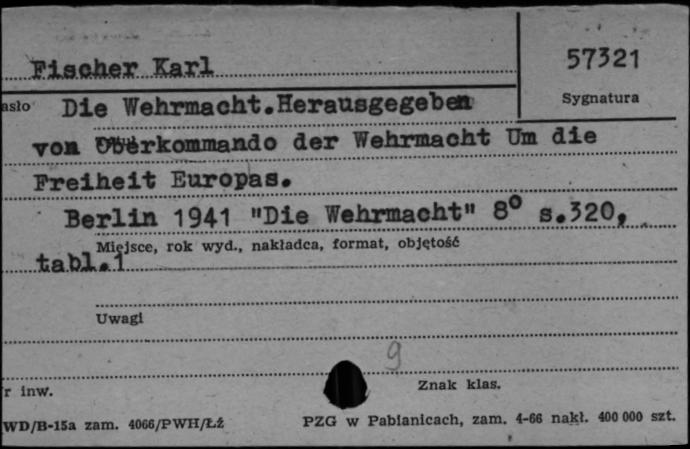 Fischer Karl
57321
asło
Sygnatura
Die Wehrmacht.Herausgegeben
von Oberkommando der Wehrmacht Um die
Freiheit Europas.
Berlin 1941 "Die Wehrmacht" 8° s.320,
Miejsce, rok wyd., nakładca, format, objętość
tabl.1
Uwagi
9
r inw.
Znak klas.
WD/B-15a zam. 4066/PWH/Łź
PZG w Pabianicach, zam. 4-66 nakł. 400 000 szt.